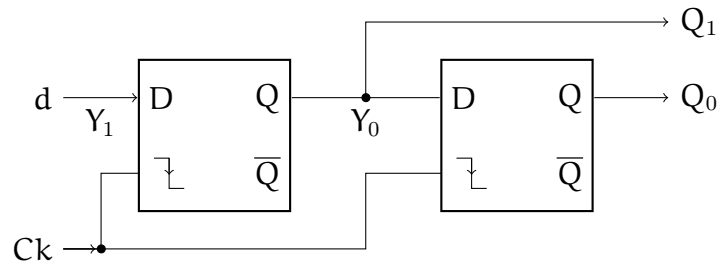 Q₁
d D Q D Q Q₀
Y₁ Y₀
Q̅ Q̅
Ck